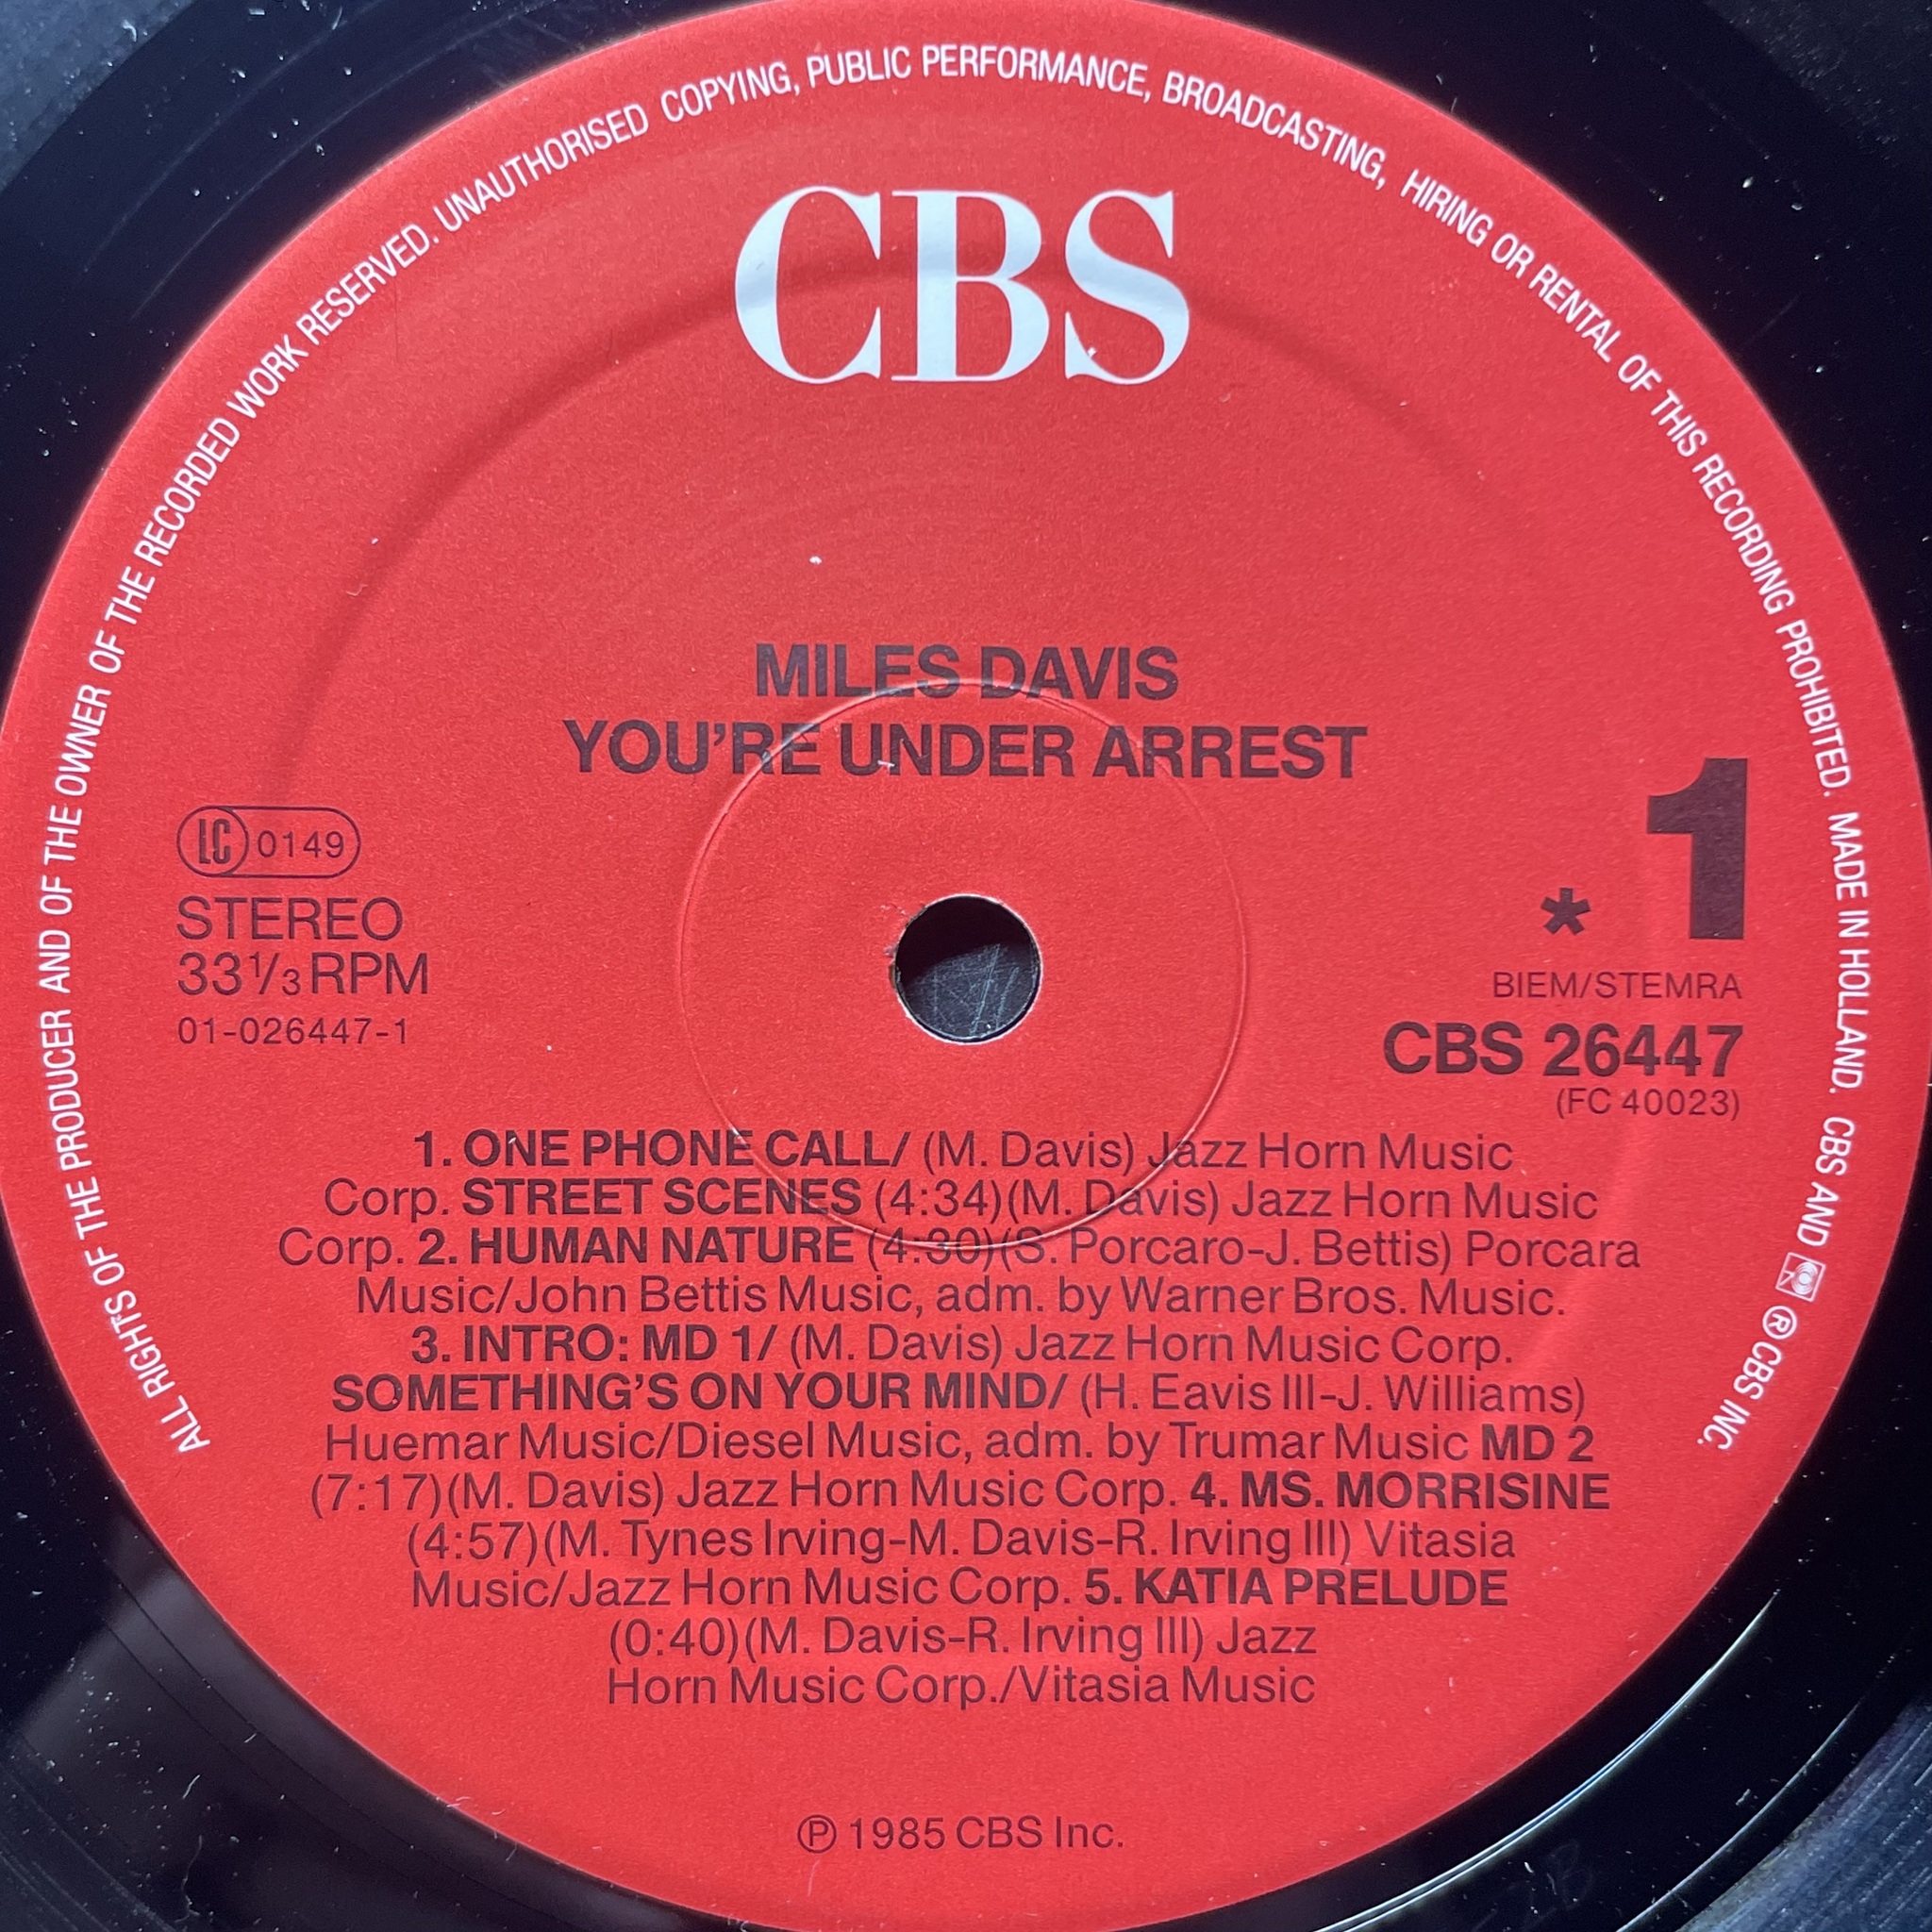 ALL RIGHTS OF THE PRODUCER AND OF THE OWNER OF THE RECORDED WORK RESERVED. UNAUTHORISED COPYING, PUBLIC PERFORMANCE, BROADCASTING, HIRING OR RENTAL OF THIS RECORDING PROHIBITED. MADE IN HOLLAND. CBS AND ® CBS INC.
CBS
MILES DAVIS
YOU'RE UNDER ARREST
LC 0149
STEREO
33 1/3 RPM
01-026447-1
* 1
BIEM/STEMRA
CBS 26447
(FC 40023)
1. ONE PHONE CALL/ (M. Davis) Jazz Horn Music
Corp. STREET SCENES (4:34)(M. Davis) Jazz Horn Music
Corp. 2. HUMAN NATURE (4:30)(S. Porcaro-J. Bettis) Porcara
Music/John Bettis Music, adm. by Warner Bros. Music.
3. INTRO: MD 1/ (M. Davis) Jazz Horn Music Corp.
SOMETHING'S ON YOUR MIND/ (H. Eavis III-J. Williams)
Huemar Music/Diesel Music, adm. by Trumar Music MD 2
(7:17)(M. Davis) Jazz Horn Music Corp. 4. MS. MORRISINE
(4:57)(M. Tynes Irving-M. Davis-R. Irving III) Vitasia
Music/Jazz Horn Music Corp. 5. KATIA PRELUDE
(0:40)(M. Davis-R. Irving III) Jazz
Horn Music Corp./Vitasia Music
℗ 1985 CBS Inc.